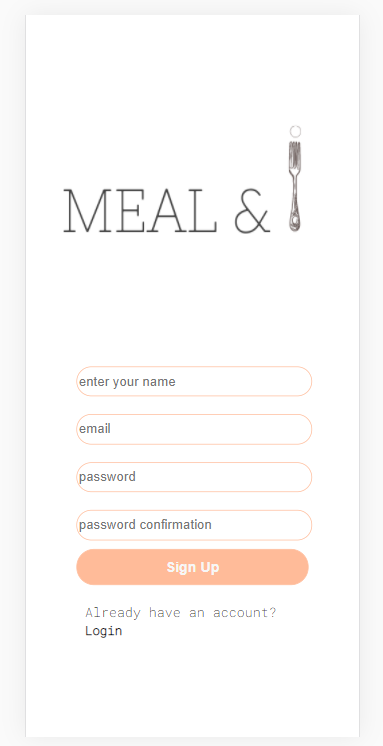 MEAL &
enter your name
email
password
password confirmation
Sign Up
Already have an account?
Login